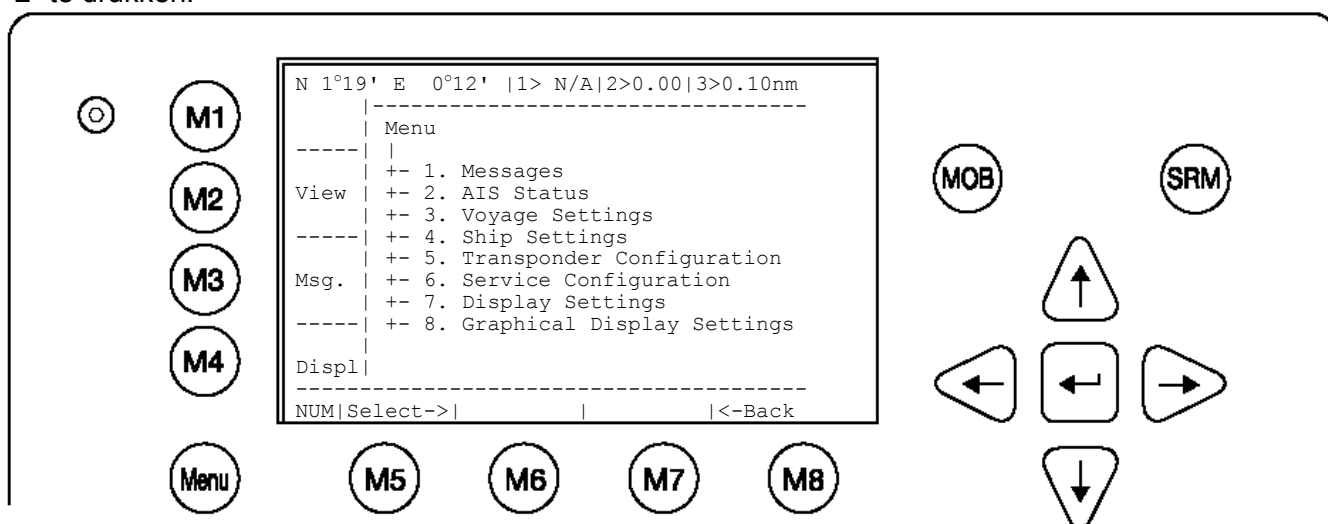 2" te drukken.
N 1°19' E 0°12' |1> N/A|2>0.00|3>0.10nm
|----------------------------------
| Menu
-----| |
| +- 1. Messages
View | +- 2. AIS Status
| +- 3. Voyage Settings
-----| +- 4. Ship Settings
| +- 5. Transponder Configuration
Msg. | +- 6. Service Configuration
| +- 7. Display Settings
-----| +- 8. Graphical Display Settings
|
Displ|
----------------------------------------
NUM|Select->| | |<-Back
M1
M2
M3
M4
Menu
M5
M6
M7
M8
MOB
SRM